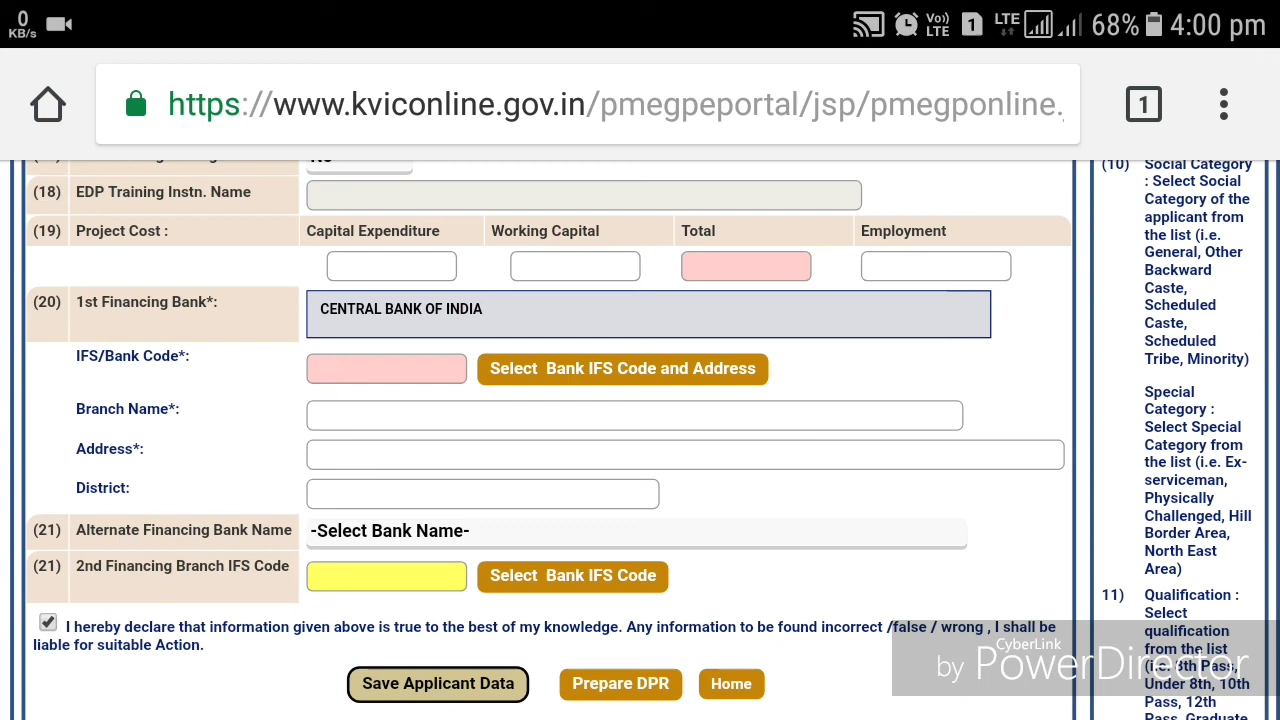 0
KB/s
Vo)) LTE
1
LTE
68%
4:00 pm
https://www.kviconline.gov.in/pmegpeportal/jsp/pmegponline.
1
(18) EDP Training Instn. Name
(19) Project Cost : Capital Expenditure Working Capital Total Employment
(20) 1st Financing Bank*: CENTRAL BANK OF INDIA
IFS/Bank Code*: Select Bank IFS Code and Address
Branch Name*:
Address*:
District:
(21) Alternate Financing Bank Name -Select Bank Name-
(21) 2nd Financing Branch IFS Code Select Bank IFS Code
I hereby declare that information given above is true to the best of my knowledge. Any information to be found incorrect /false / wrong , I shall be
liable for suitable Action.
Save Applicant Data Prepare DPR Home
(10) Social Category
: Select Social
Category of the
applicant from
the list (i.e.
General, Other
Backward
Caste,
Scheduled
Caste,
Scheduled
Tribe, Minority)
Special
Category :
Select Special
Category from
the list (i.e. Ex-
serviceman,
Physically
Challenged, Hill
Border Area,
North East
Area)
11) Qualification :
Select
qualification
from the list
(i.e. 8th Pass,
Under 8th, 10th
Pass, 12th
Pass, Graduate
by CyberLink PowerDirector